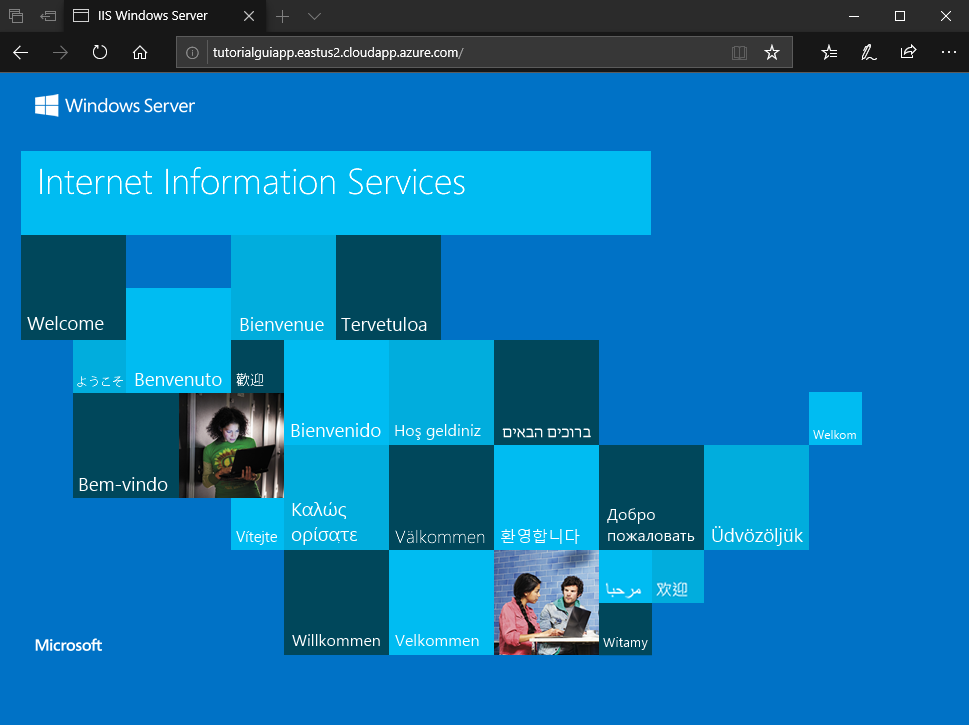 IIS Windows Server
tutorialguiapp.eastus2.cloudapp.azure.com/
Windows Server
Internet Information Services
Welcome
Bienvenue
Tervetuloa
ようこそ
Benvenuto
歡迎
Bienvenido
Hoş geldiniz
ברוכים הבאים
Welkom
Bem-vindo
Vítejte
Καλώς
ορίσατε
Välkommen
환영합니다
Добро
пожаловать
Üdvözöljük
Willkommen
Velkommen
مرحبا
欢迎
Witamy
Microsoft